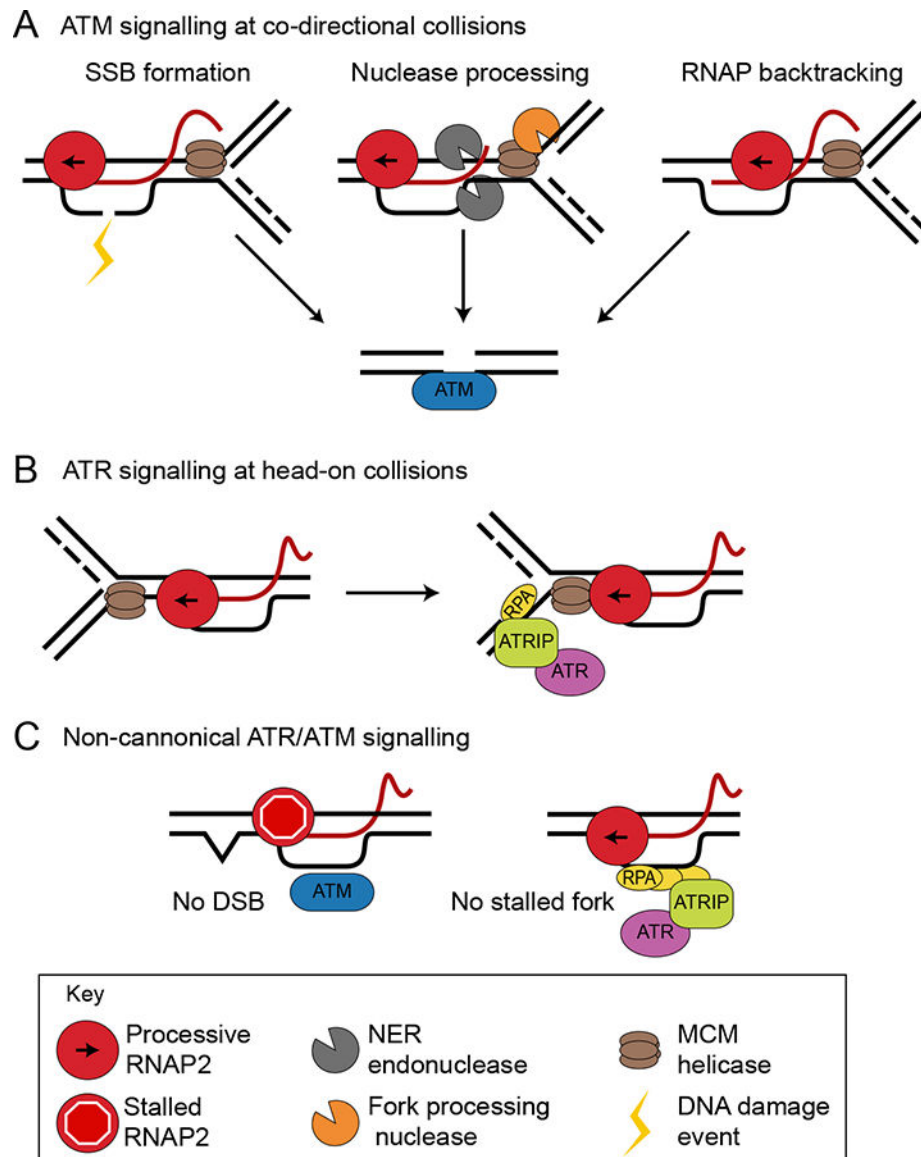 A ATM signalling at co-directional collisions
SSB formation
Nuclease processing
RNAP backtracking
ATM
B ATR signalling at head-on collisions
RPA
ATRIP
ATR
C Non-cannonical ATR/ATM signalling
No DSB
ATM
No stalled fork
RPA
ATRIP
ATR
Key
Processive
RNAP2
NER
endonuclease
MCM
helicase
Stalled
RNAP2
Fork processing
nuclease
DNA damage
event